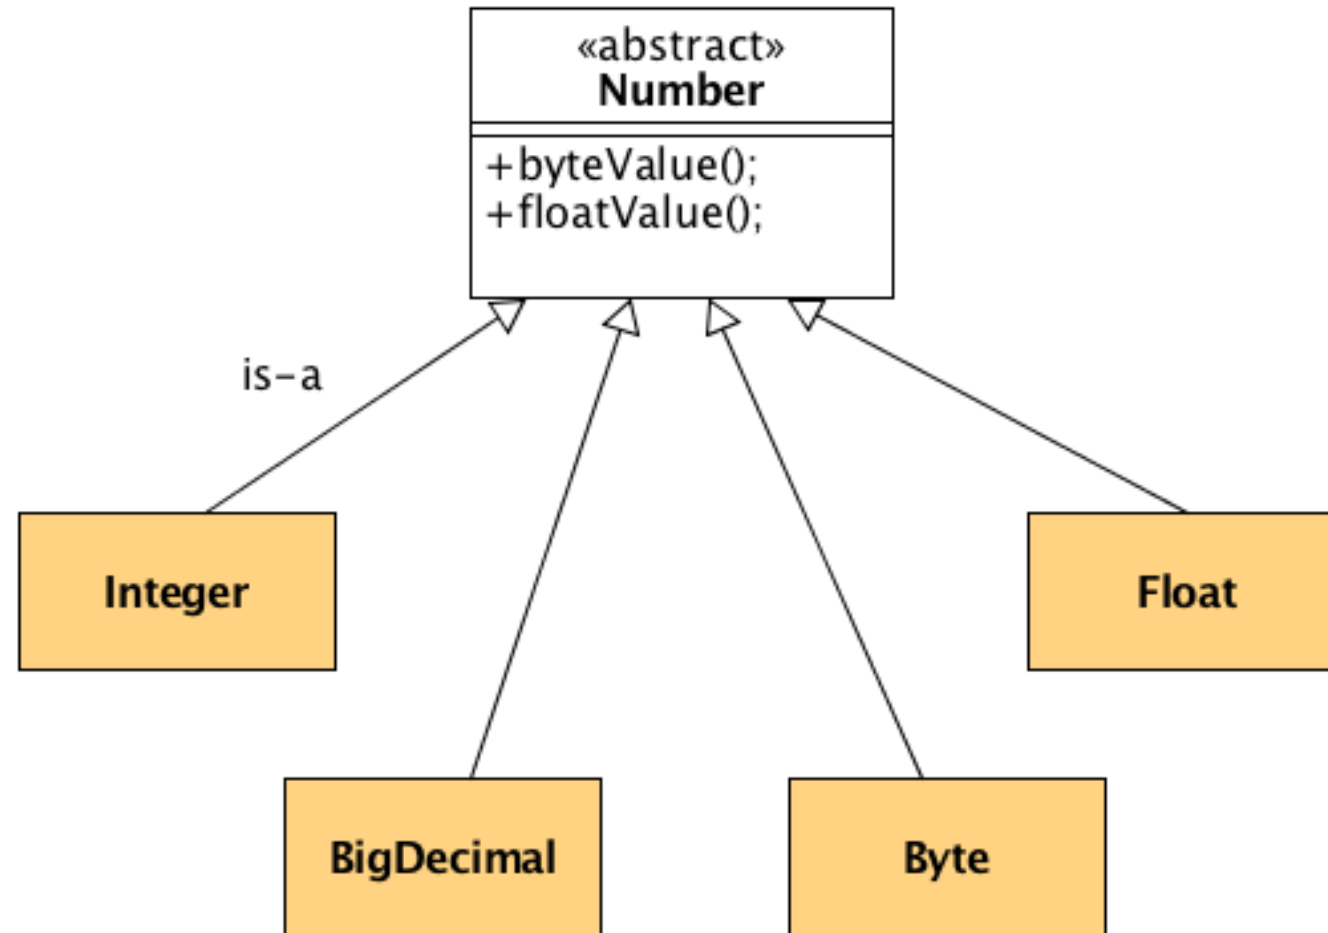 «abstract»
Number
+byteValue();
+floatValue();
is-a
Integer
Float
BigDecimal
Byte